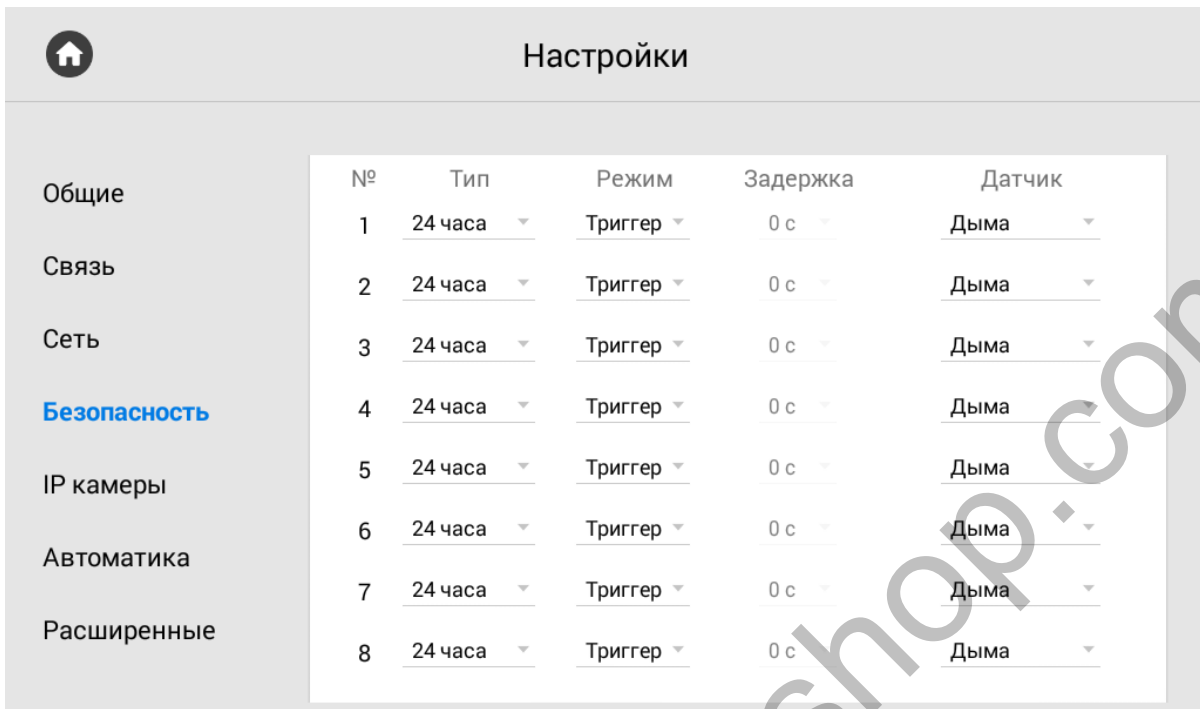 Настройки
Общие
Связь
Сеть
Безопасность
IP камеры
Автоматика
Расширенные
№ Тип Режим Задержка Датчик
1 24 часа Триггер 0 с Дыма
2 24 часа Триггер 0 с Дыма
3 24 часа Триггер 0 с Дыма
4 24 часа Триггер 0 с Дыма
5 24 часа Триггер 0 с Дыма
6 24 часа Триггер 0 с Дыма
7 24 часа Триггер 0 с Дыма
8 24 часа Триггер 0 с Дыма
shop.com